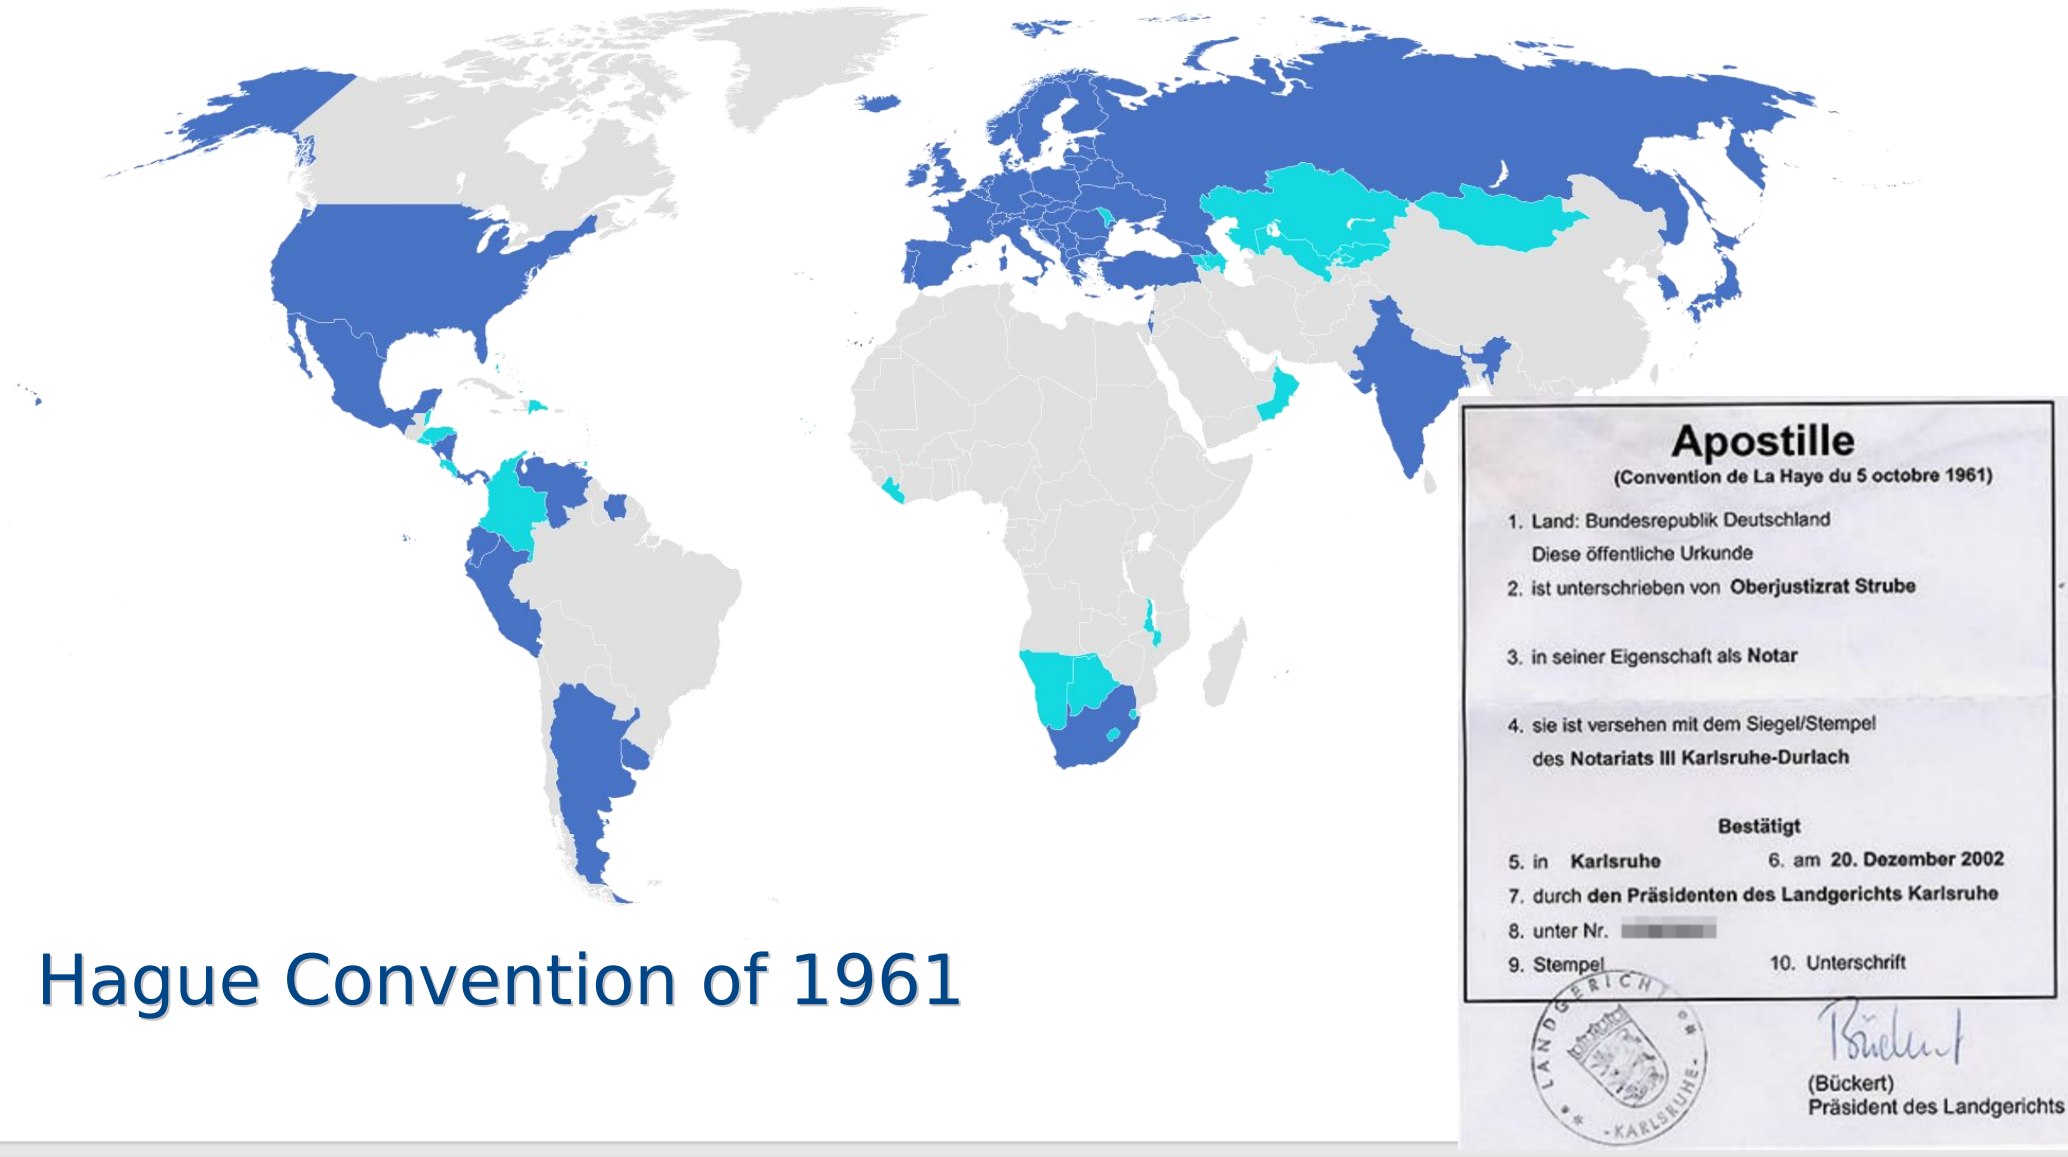 Apostille
(Convention de La Haye du 5 octobre 1961)
1. Land: Bundesrepublik Deutschland
Diese öffentliche Urkunde
2. ist unterschrieben von Oberjustizrat Strube
3. in seiner Eigenschaft als Notar
4. sie ist versehen mit dem Siegel/Stempel
des Notariats III Karlsruhe-Durlach
Bestätigt
5. in Karlsruhe 6. am 20. Dezember 2002
7. durch den Präsidenten des Landgerichts Karlsruhe
8. unter Nr.
9. Stempel 10. Unterschrift
LANDGERICHT
-KARLSRUHE-
Bückert
(Bückert)
Präsident des Landgerichts
Hague Convention of 1961